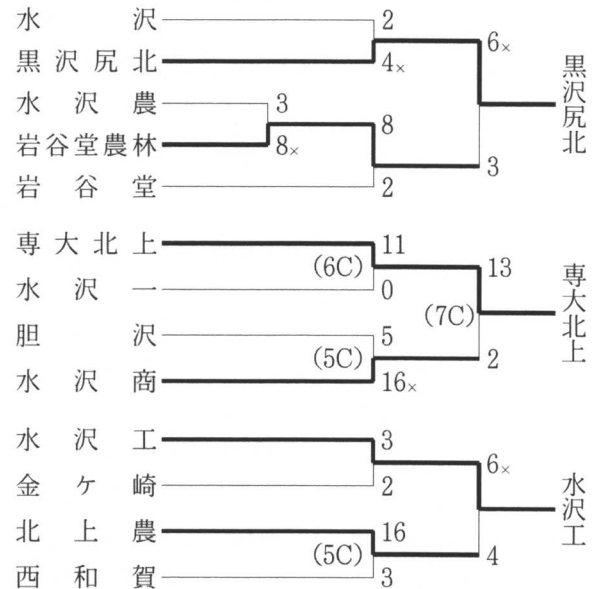 水沢 2
黒沢尻北 4×
6×
水沢農 3
岩谷堂農林 8×
8
岩谷堂 2
3
黒沢尻北
専大北上 11
(6C)
水沢一 0
13
(7C)
胆沢 5
(5C)
水沢商 16×
2
専大北上
水沢工 3
金ケ崎 2
6×
北上農 16
(5C)
西和賀 3
4
水沢工